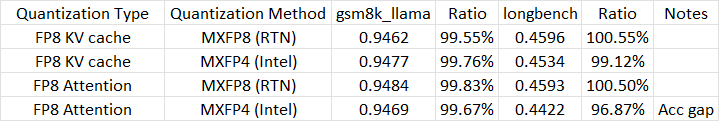 Quantization Type Quantization Method gsm8k_llama Ratio longbench Ratio Notes
FP8 KV cache MXFP8 (RTN) 0.9462 99.55% 0.4596 100.55%
FP8 KV cache MXFP4 (Intel) 0.9477 99.76% 0.4534 99.12%
FP8 Attention MXFP8 (RTN) 0.9484 99.83% 0.4593 100.50%
FP8 Attention MXFP4 (Intel) 0.9469 99.67% 0.4422 96.87% Acc gap